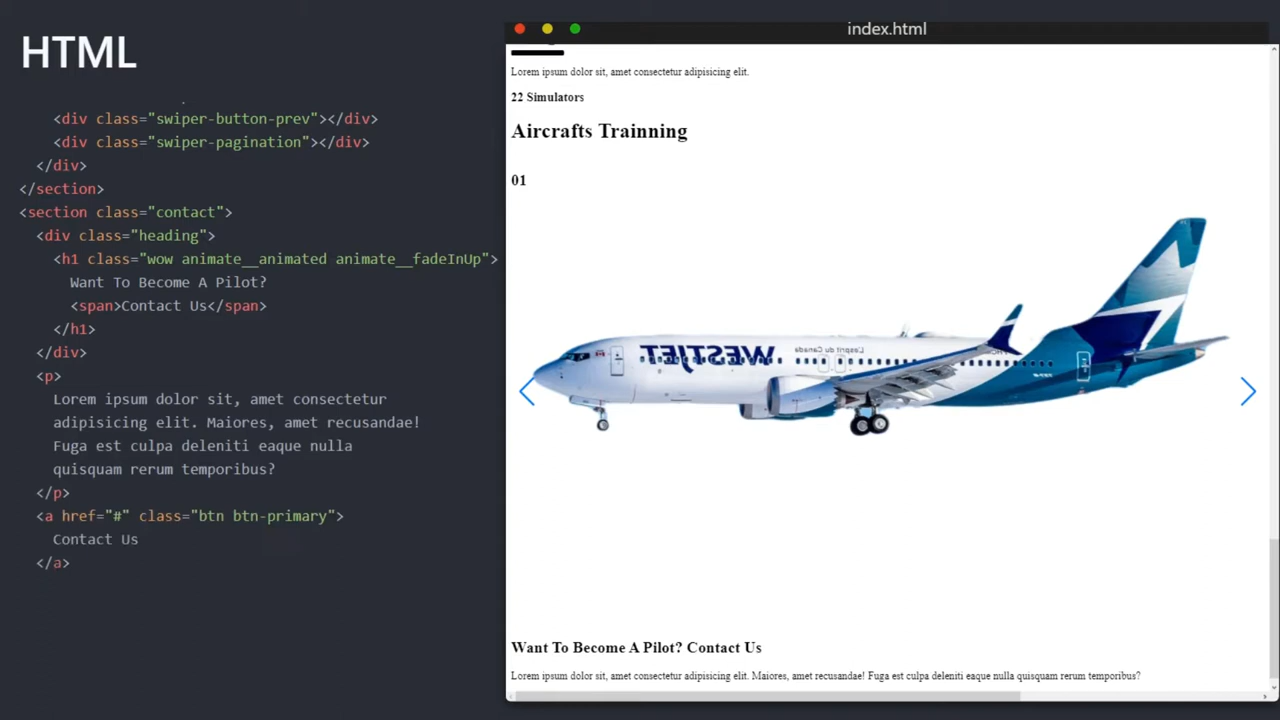 HTML
<div class="swiper-button-prev"></div>
<div class="swiper-pagination"></div>
</div>
</section>
<section class="contact">
<div class="heading">
<h1 class="wow animate__animated animate__fadeInUp">
Want To Become A Pilot?
<span>Contact Us</span>
</h1>
</div>
<p>
Lorem ipsum dolor sit, amet consectetur
adipisicing elit. Maiores, amet recusandae!
Fuga est culpa deleniti eaque nulla
quisquam rerum temporibus?
</p>
<a href="#" class="btn btn-primary">
Contact Us
</a>
index.html
Lorem ipsum dolor sit, amet consectetur adipisicing elit.
22 Simulators
Aircrafts Trainning
01
WESTJET
L'esprit du Canada
Want To Become A Pilot? Contact Us
Lorem ipsum dolor sit, amet consectetur adipisicing elit. Maiores, amet recusandae! Fuga est culpa deleniti eaque nulla quisquam rerum temporibus?